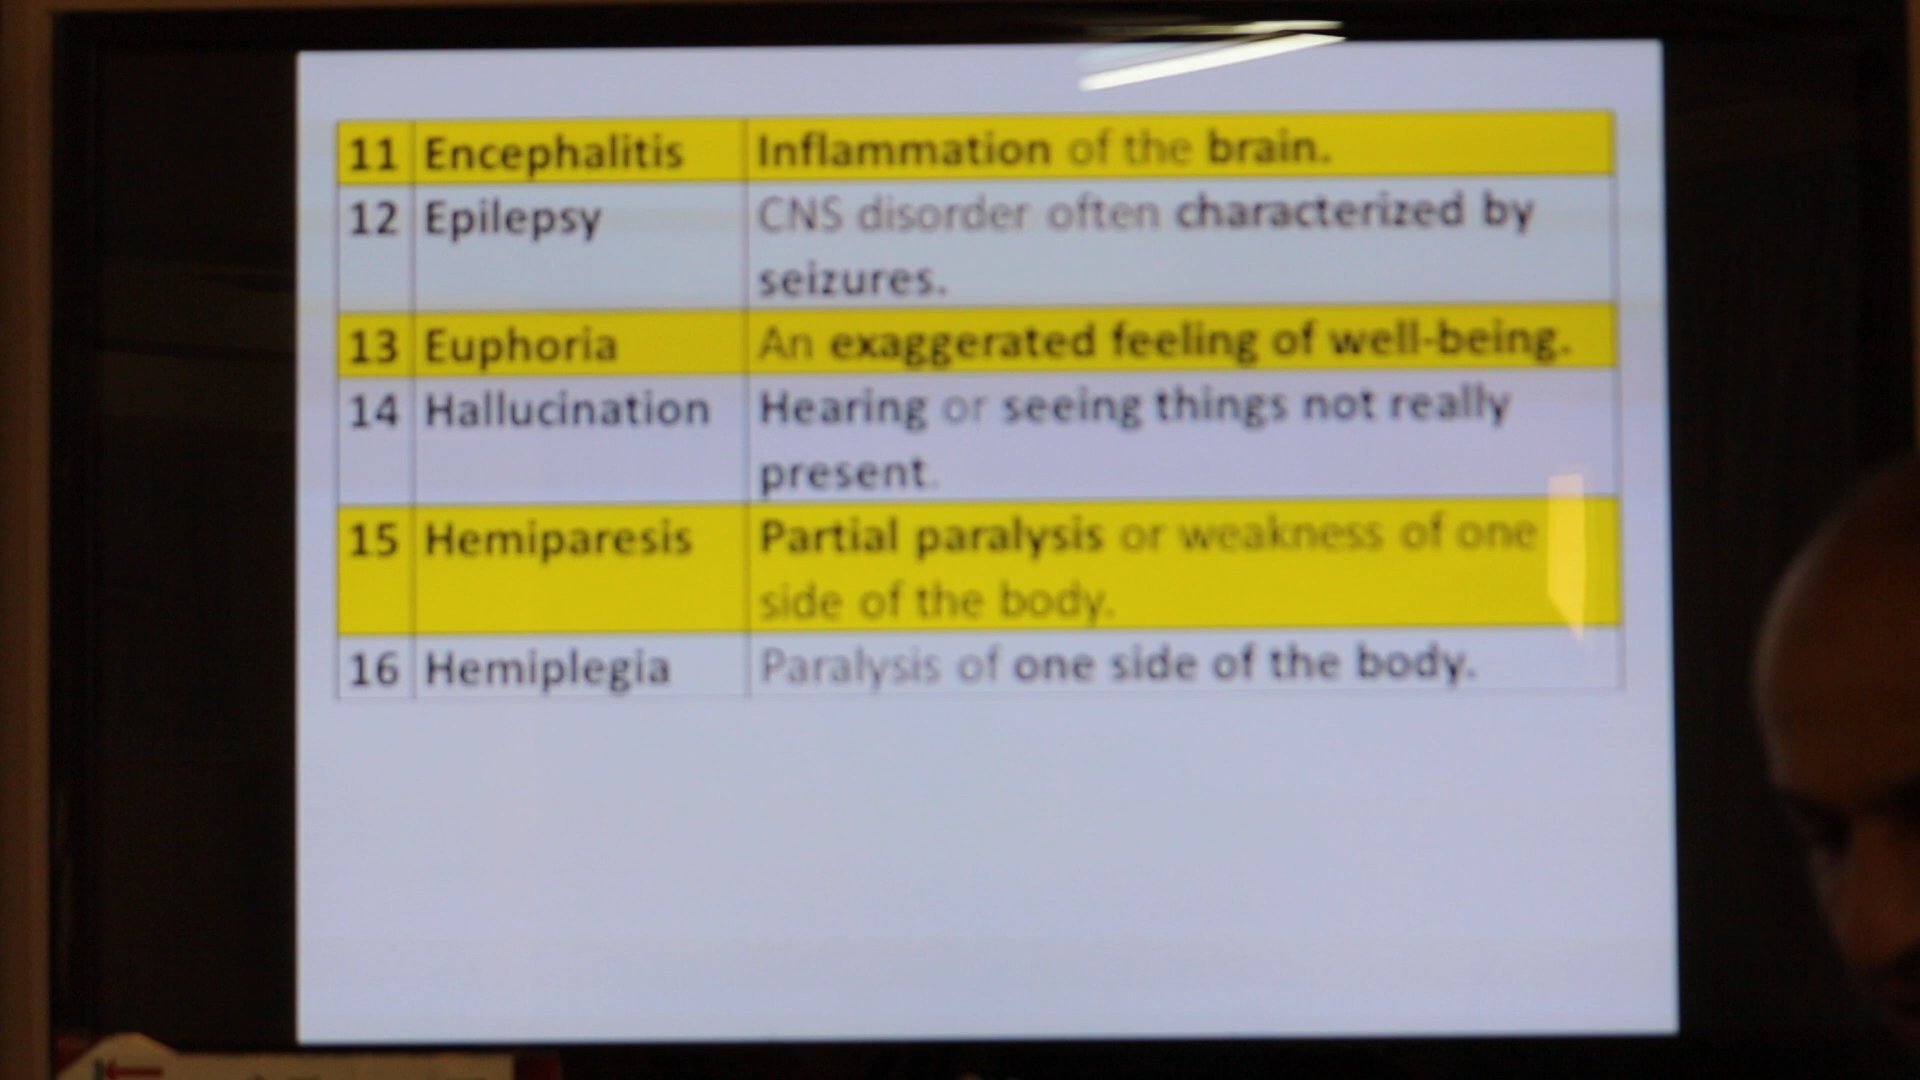 11 Encephalitis Inflammation of the brain.
12 Epilepsy CNS disorder often characterized by
seizures.
13 Euphoria An exaggerated feeling of well-being.
14 Hallucination Hearing or seeing things not really
present.
15 Hemiparesis Partial paralysis or weakness of one
side of the body.
16 Hemiplegia Paralysis of one side of the body.